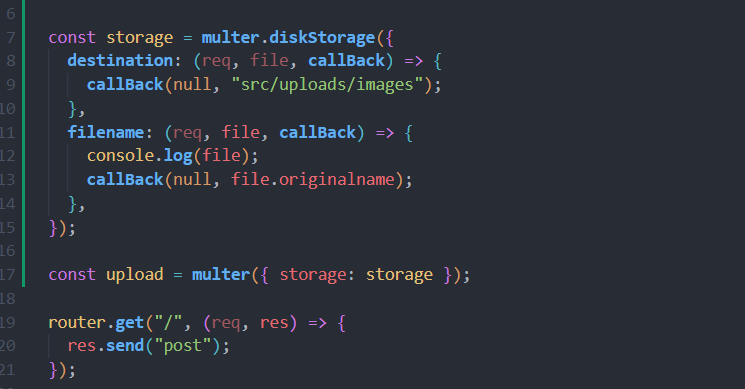 6
7 const storage = multer.diskStorage({
8 destination: (req, file, callBack) => {
9 callBack(null, "src/uploads/images");
10 },
11 filename: (req, file, callBack) => {
12 console.log(file);
13 callBack(null, file.originalname);
14 },
15 });
16
17 const upload = multer({ storage: storage });
18
19 router.get("/", (req, res) => {
20 res.send("post");
21 });